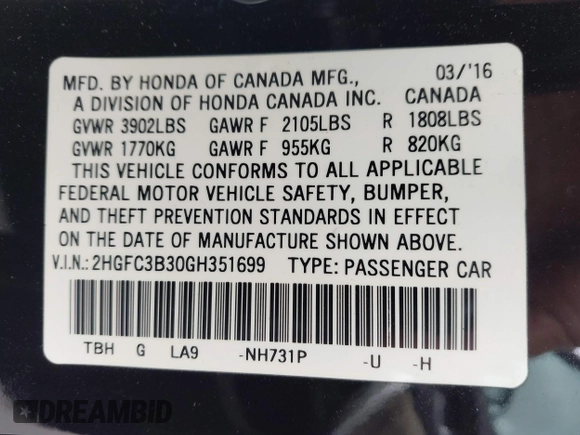 MFD. BY HONDA OF CANADA MFG., 03/'16
A DIVISION OF HONDA CANADA INC. CANADA
GVWR 3902LBS GAWR F 2105LBS R 1808LBS
GVWR 1770KG GAWR F 955KG R 820KG
THIS VEHICLE CONFORMS TO ALL APPLICABLE
FEDERAL MOTOR VEHICLE SAFETY, BUMPER,
AND THEFT PREVENTION STANDARDS IN EFFECT
ON THE DATE OF MANUFACTURE SHOWN ABOVE.
V.I.N.: 2HGFC3B30GH351699 TYPE: PASSENGER CAR
TBH G LA9 -NH731P -U -H
DREAMBID